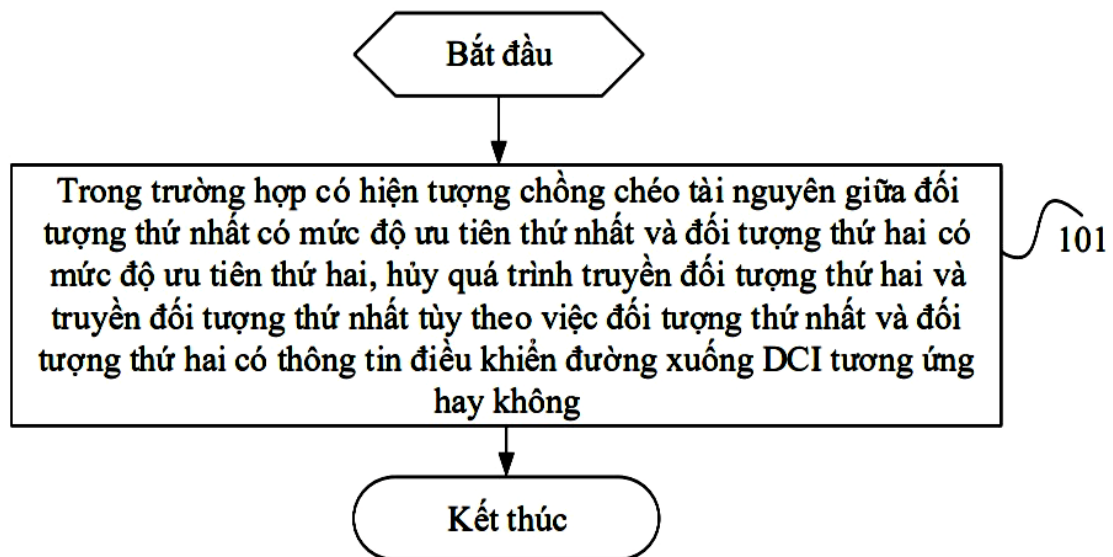 Bắt đầu
Trong trường hợp có hiện tượng chồng chéo tài nguyên giữa đối
tượng thứ nhất có mức độ ưu tiên thứ nhất và đối tượng thứ hai có
mức độ ưu tiên thứ hai, hủy quá trình truyền đối tượng thứ hai và
truyền đối tượng thứ nhất tùy theo việc đối tượng thứ nhất và đối
tượng thứ hai có thông tin điều khiển đường xuống DCI tương ứng
hay không
101
Kết thúc